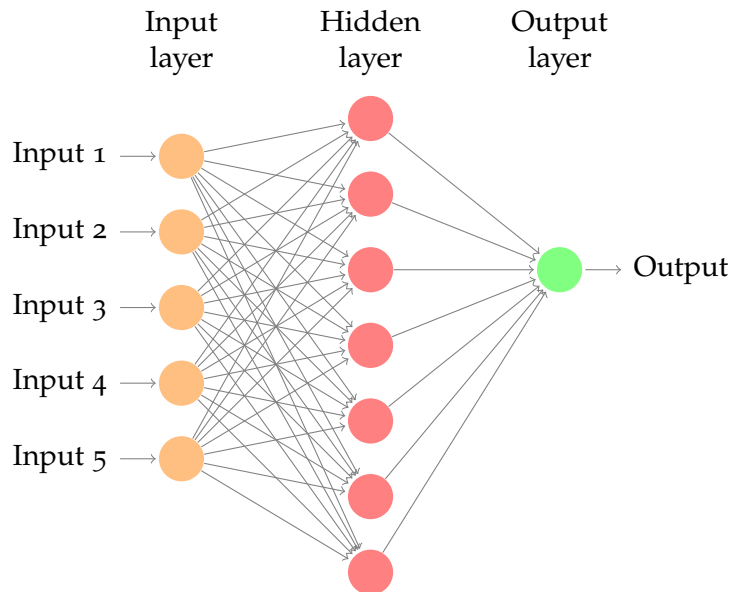 Input
layer
Hidden
layer
Output
layer
Input 1
Input 2
Input 3
Input 4
Input 5
Output